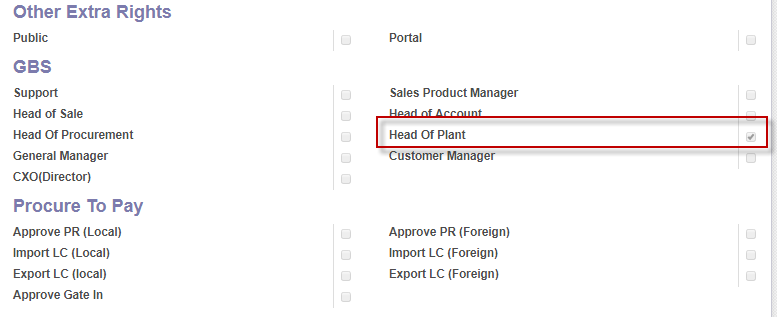 Other Extra Rights
Public Portal
GBS
Support Sales Product Manager
Head of Sale Head of Account
Head Of Procurement Head Of Plant
General Manager Customer Manager
CXO(Director)
Procure To Pay
Approve PR (Local) Approve PR (Foreign)
Import LC (Local) Import LC (Foreign)
Export LC (local) Export LC (Foreign)
Approve Gate In